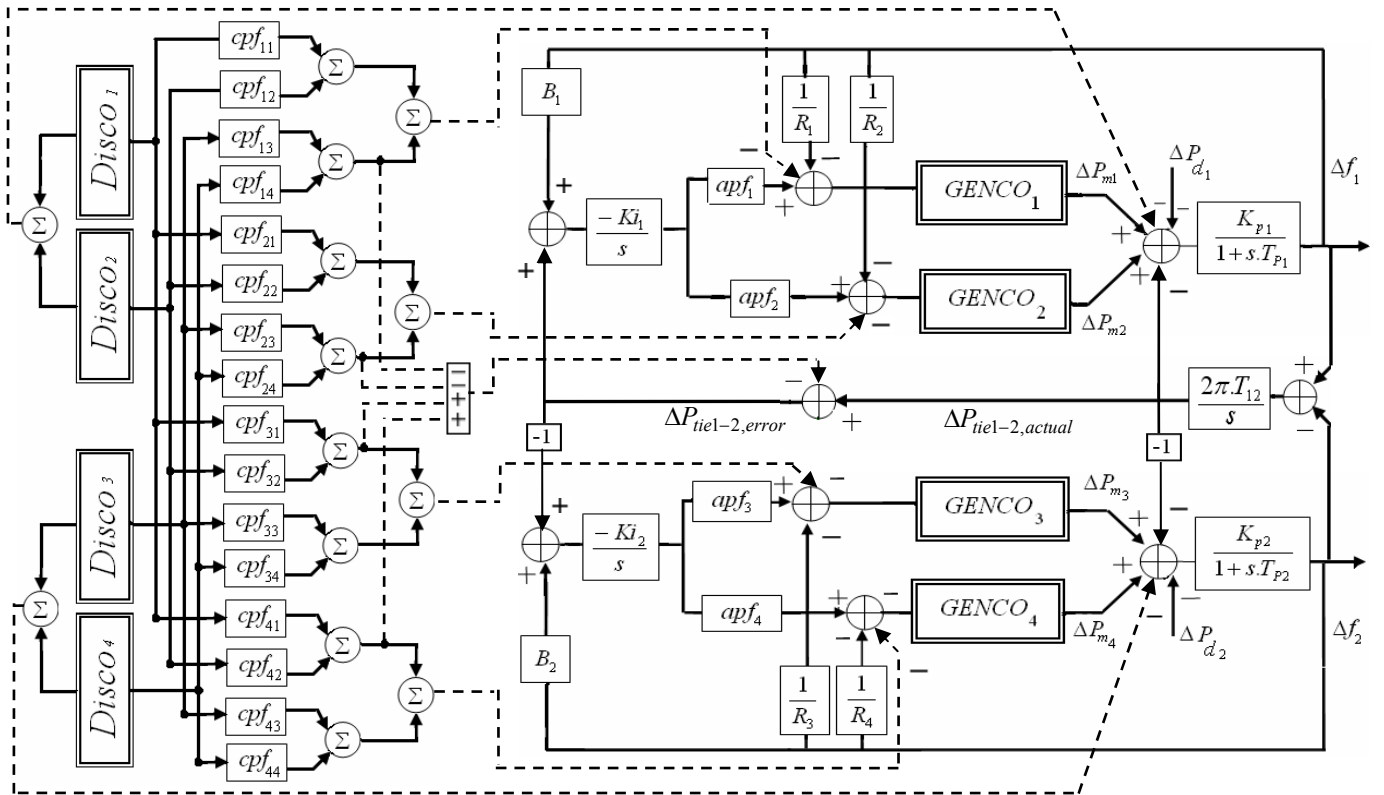 Disco 1
Disco 2
Disco 3
Disco 4
Σ
Σ
cpf₁₁
cpf₁₂
cpf₁₃
cpf₁₄
cpf₂₁
cpf₂₂
cpf₂₃
cpf₂₄
cpf₃₁
cpf₃₂
cpf₃₃
cpf₃₄
cpf₄₁
cpf₄₂
cpf₄₃
cpf₄₄
Σ
Σ
Σ
Σ
Σ
Σ
Σ
Σ
Σ
Σ
Σ
Σ
−
−
+
+
B₁
1/R₁
1/R₂
+
+
−Ki₁/s
apf₁
apf₂
−
−
+
−
+
−
GENCO₁
GENCO₂
ΔPm1
ΔPm2
ΔPd₁
−
−
+
+
−
Kp1/1+s.TP1
Δf₁
−
+
ΔPtie1−2,error
ΔPtie1−2,actual
2π.T₁₂/s
+
−
-1
-1
+
+
−Ki₂/s
apf₃
apf₄
+
−
−
+
−
−
−
GENCO₃
GENCO₄
ΔPm₃
ΔPm₄
+
−
+
−
−
ΔPd₂
Kp2/1+s.TP2
Δf₂
B₂
1/R₃
1/R₄